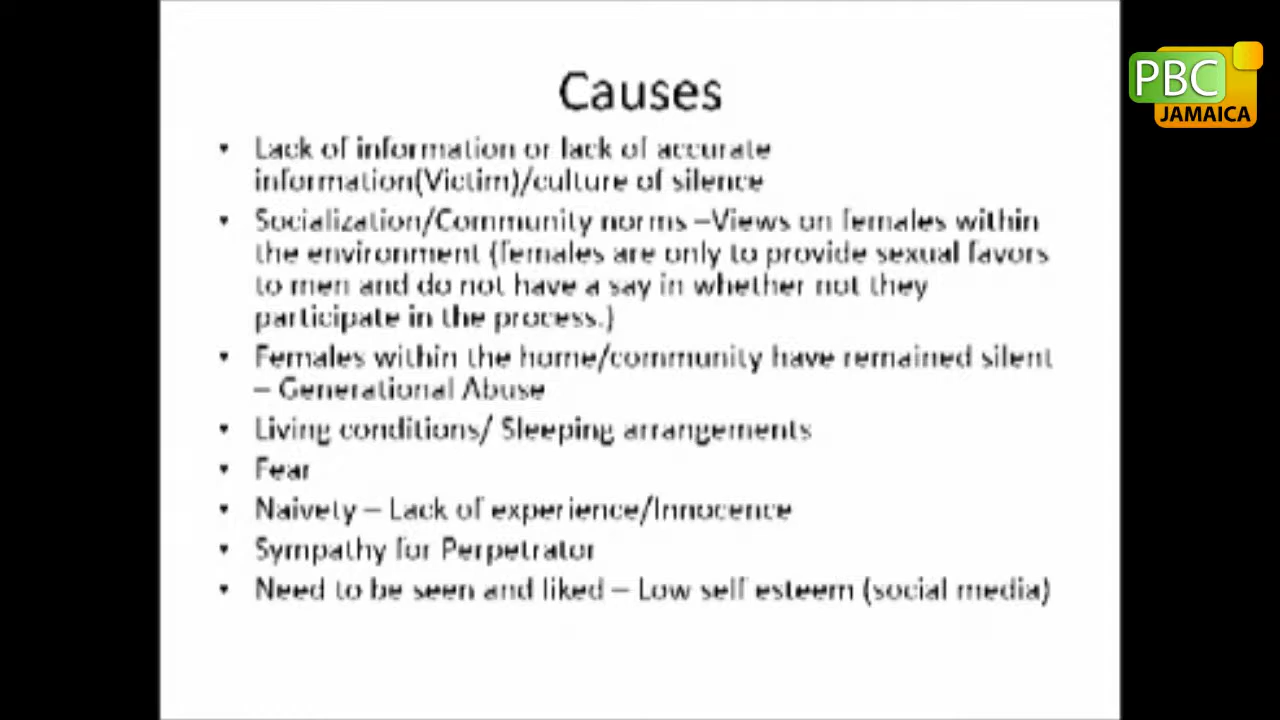 Causes
PBC
JAMAICA
• Lack of information or lack of accurate
information(Victim)/culture of silence
• Socialization/Community norms –Views on females within
the environment (females are only to provide sexual favors
to men and do not have a say in whether not they
participate in the process.)
• Females within the home/community have remained silent
– Generational Abuse
• Living conditions/ Sleeping arrangements
• Fear
• Naivety – Lack of experience/Innocence
• Sympathy for Perpetrator
• Need to be seen and liked – Low self esteem (social media)